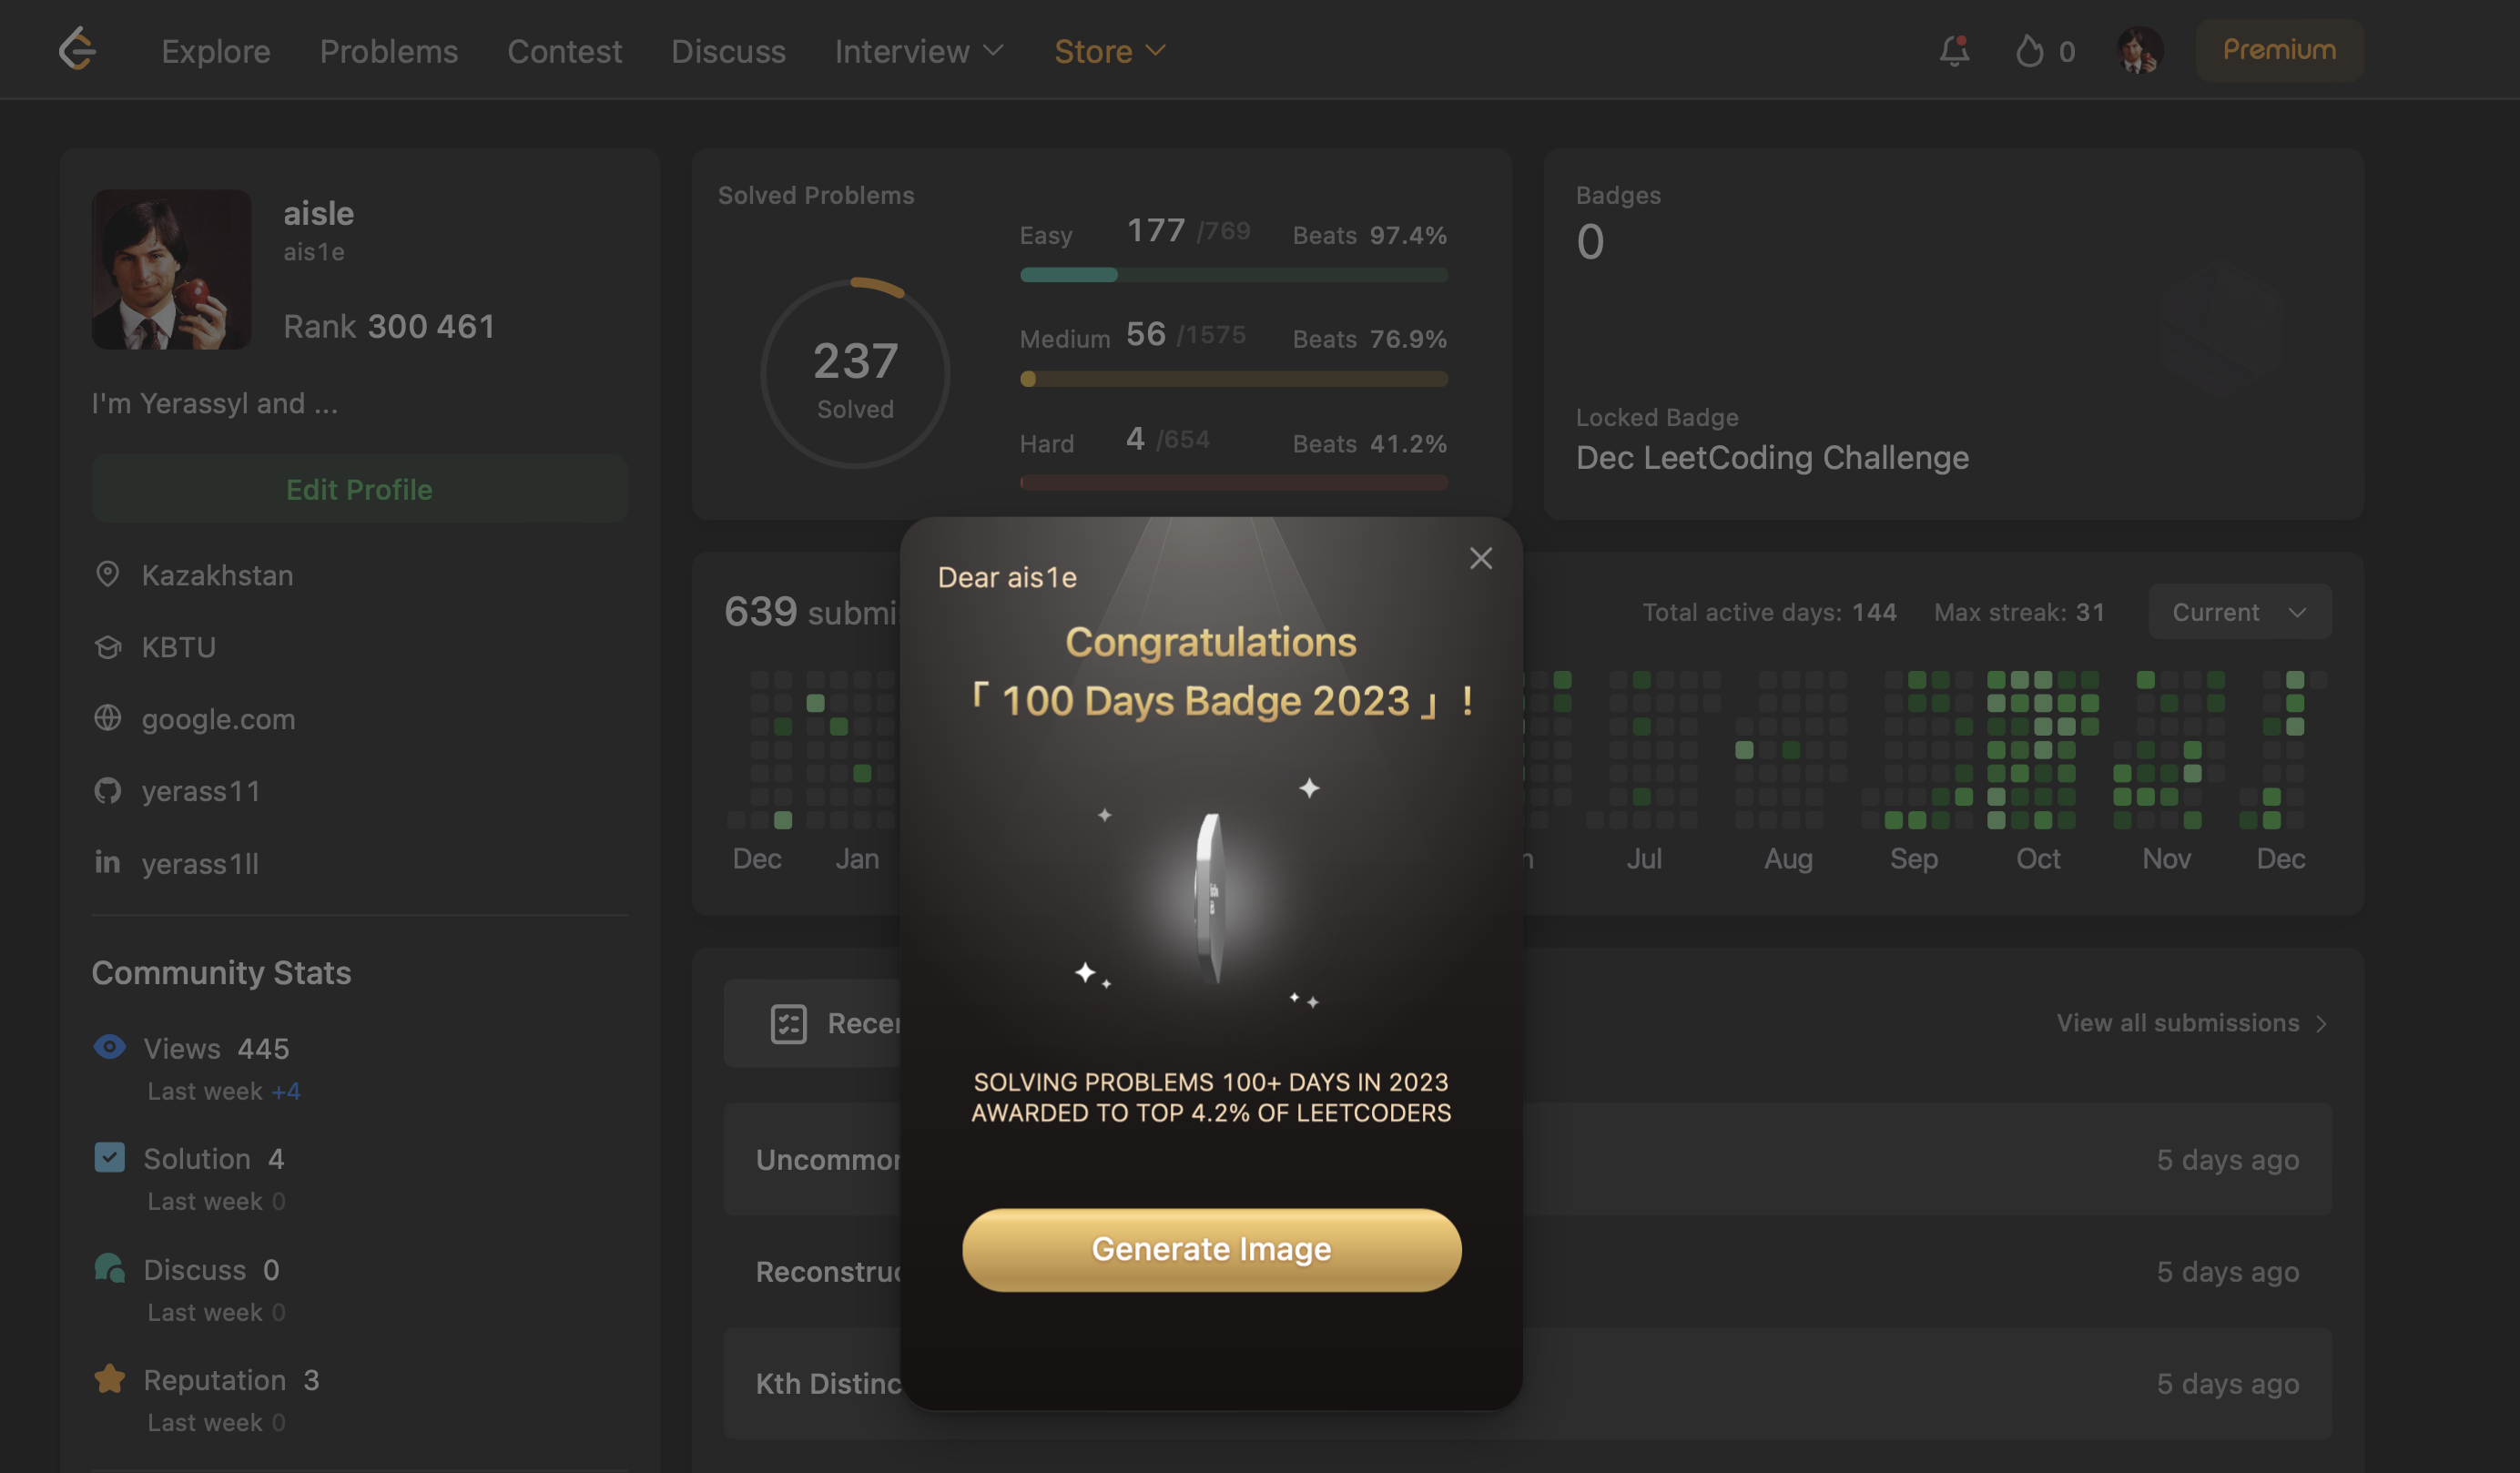 Explore Problems Contest Discuss Interview Store 0 Premium
aisle
ais1e
Rank 300 461
I'm Yerassyl and ...
Edit Profile
Kazakhstan
KBTU
google.com
yerass11
yerass1ll
Community Stats
Views 445
Last week +4
Solution 4
Last week 0
Discuss 0
Last week 0
Reputation 3
Last week 0
Solved Problems
237
Solved
Easy 177 /769 Beats 97.4%
Medium 56 /1575 Beats 76.9%
Hard 4 /654 Beats 41.2%
Badges
0
Locked Badge
Dec LeetCoding Challenge
639 submis
Total active days: 144 Max streak: 31 Current
Dec Jan Jul Aug Sep Oct Nov Dec
Dear ais1e
Congratulations
「 100 Days Badge 2023 」 !
SOLVING PROBLEMS 100+ DAYS IN 2023
AWARDED TO TOP 4.2% OF LEETCODERS
Generate Image
Recen
View all submissions
Uncommon 5 days ago
Reconstruc 5 days ago
Kth Distinc 5 days ago